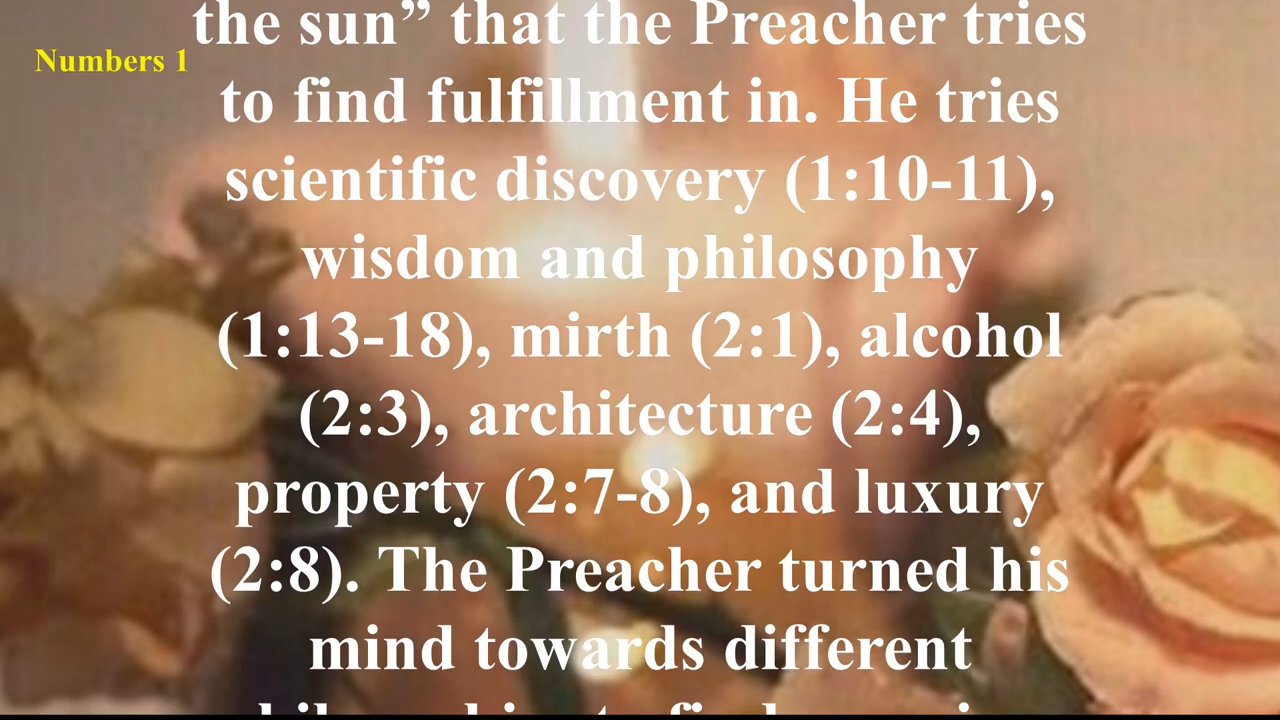 the sun” that the Preacher tries
Numbers 1
to find fulfillment in. He tries
scientific discovery (1:10-11),
wisdom and philosophy
(1:13-18), mirth (2:1), alcohol
(2:3), architecture (2:4),
property (2:7-8), and luxury
(2:8). The Preacher turned his
mind towards different